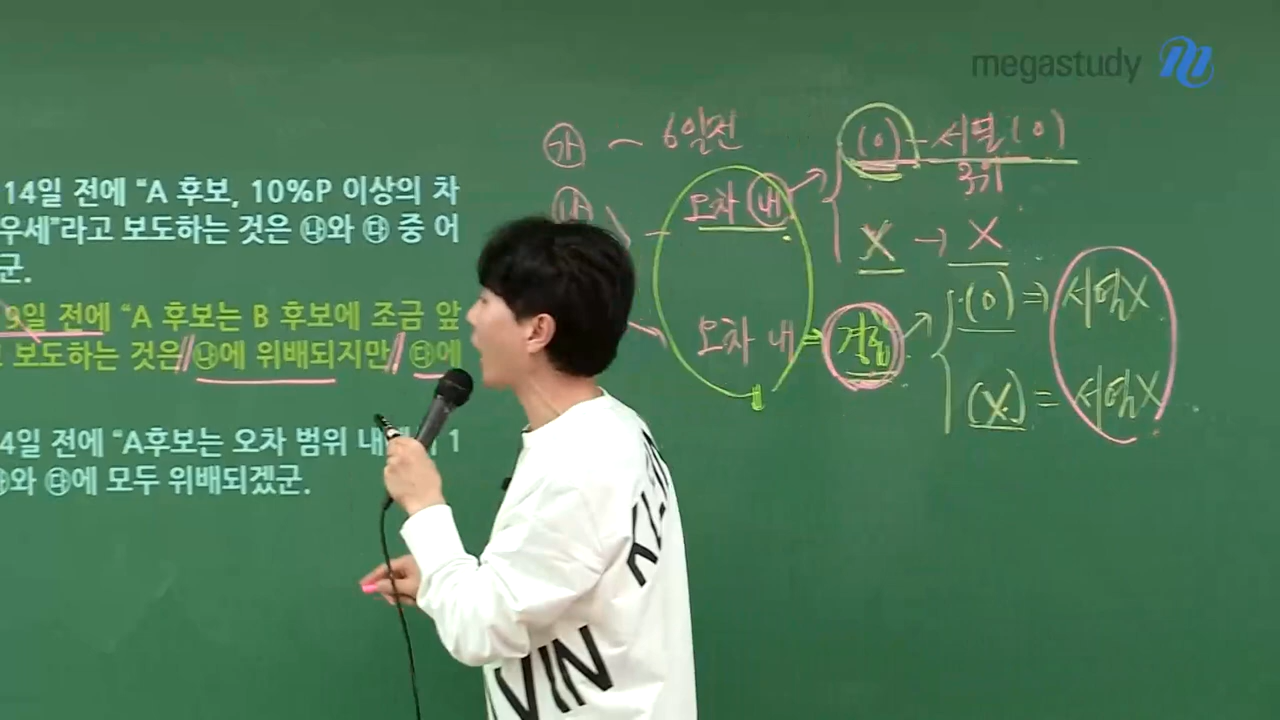 megastudy
14일 전에 “A 후보, 10%P 이상의 차
우세”라고 보도하는 것은 ㉯와 ㉰ 중 어
군.
9일 전에 “A 후보는 B 후보에 조금 앞
보도하는 것은 ㉯에 위배되지만 ㉰에
4일 전에 “A후보는 오차 범위 내 1
와 ㉰에 모두 위배되겠군.
㉮ ~ 6일전
오차 내
(O) - 서열(O)
X → X
오차 내 ⇒ 경합
(O) ⇒ 서열X
(X) = 서열X
KL
VIN